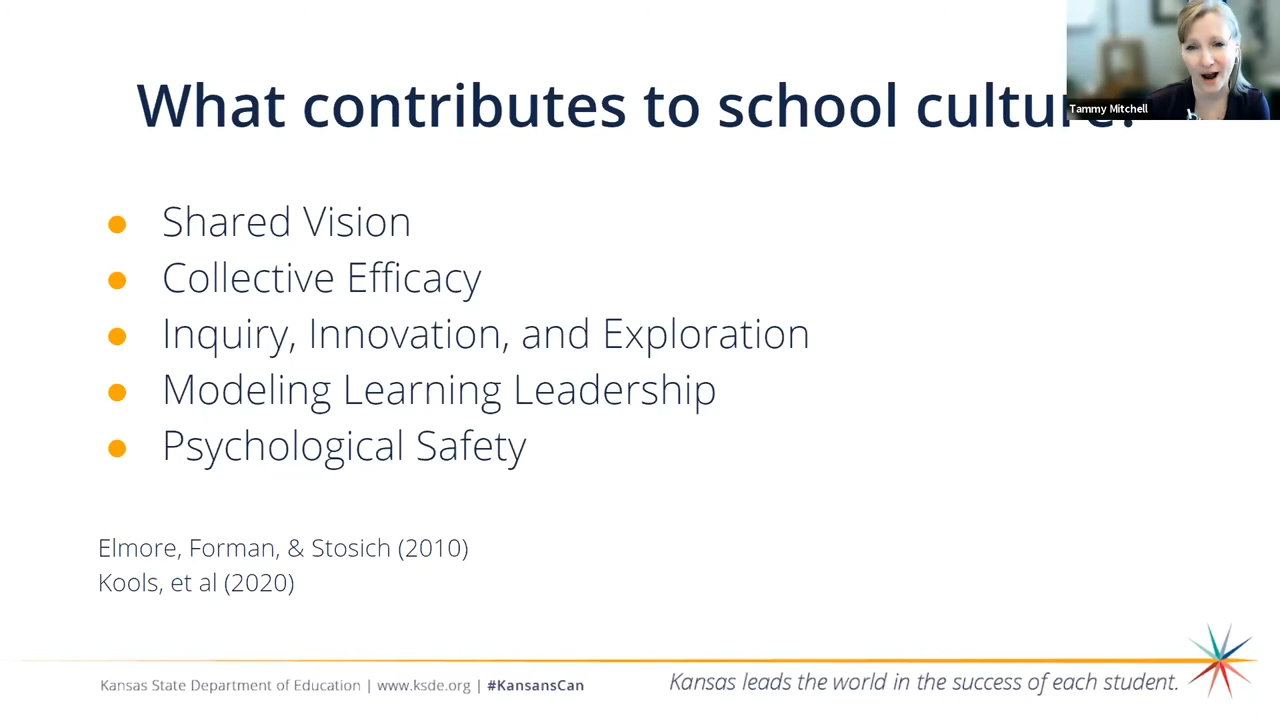 What contributes to school culture?
Tammy Mitchell
● Shared Vision
● Collective Efficacy
● Inquiry, Innovation, and Exploration
● Modeling Learning Leadership
● Psychological Safety
Elmore, Forman, & Stosich (2010)
Kools, et al (2020)
Kansas State Department of Education | www.ksde.org | #KansansCan
Kansas leads the world in the success of each student.